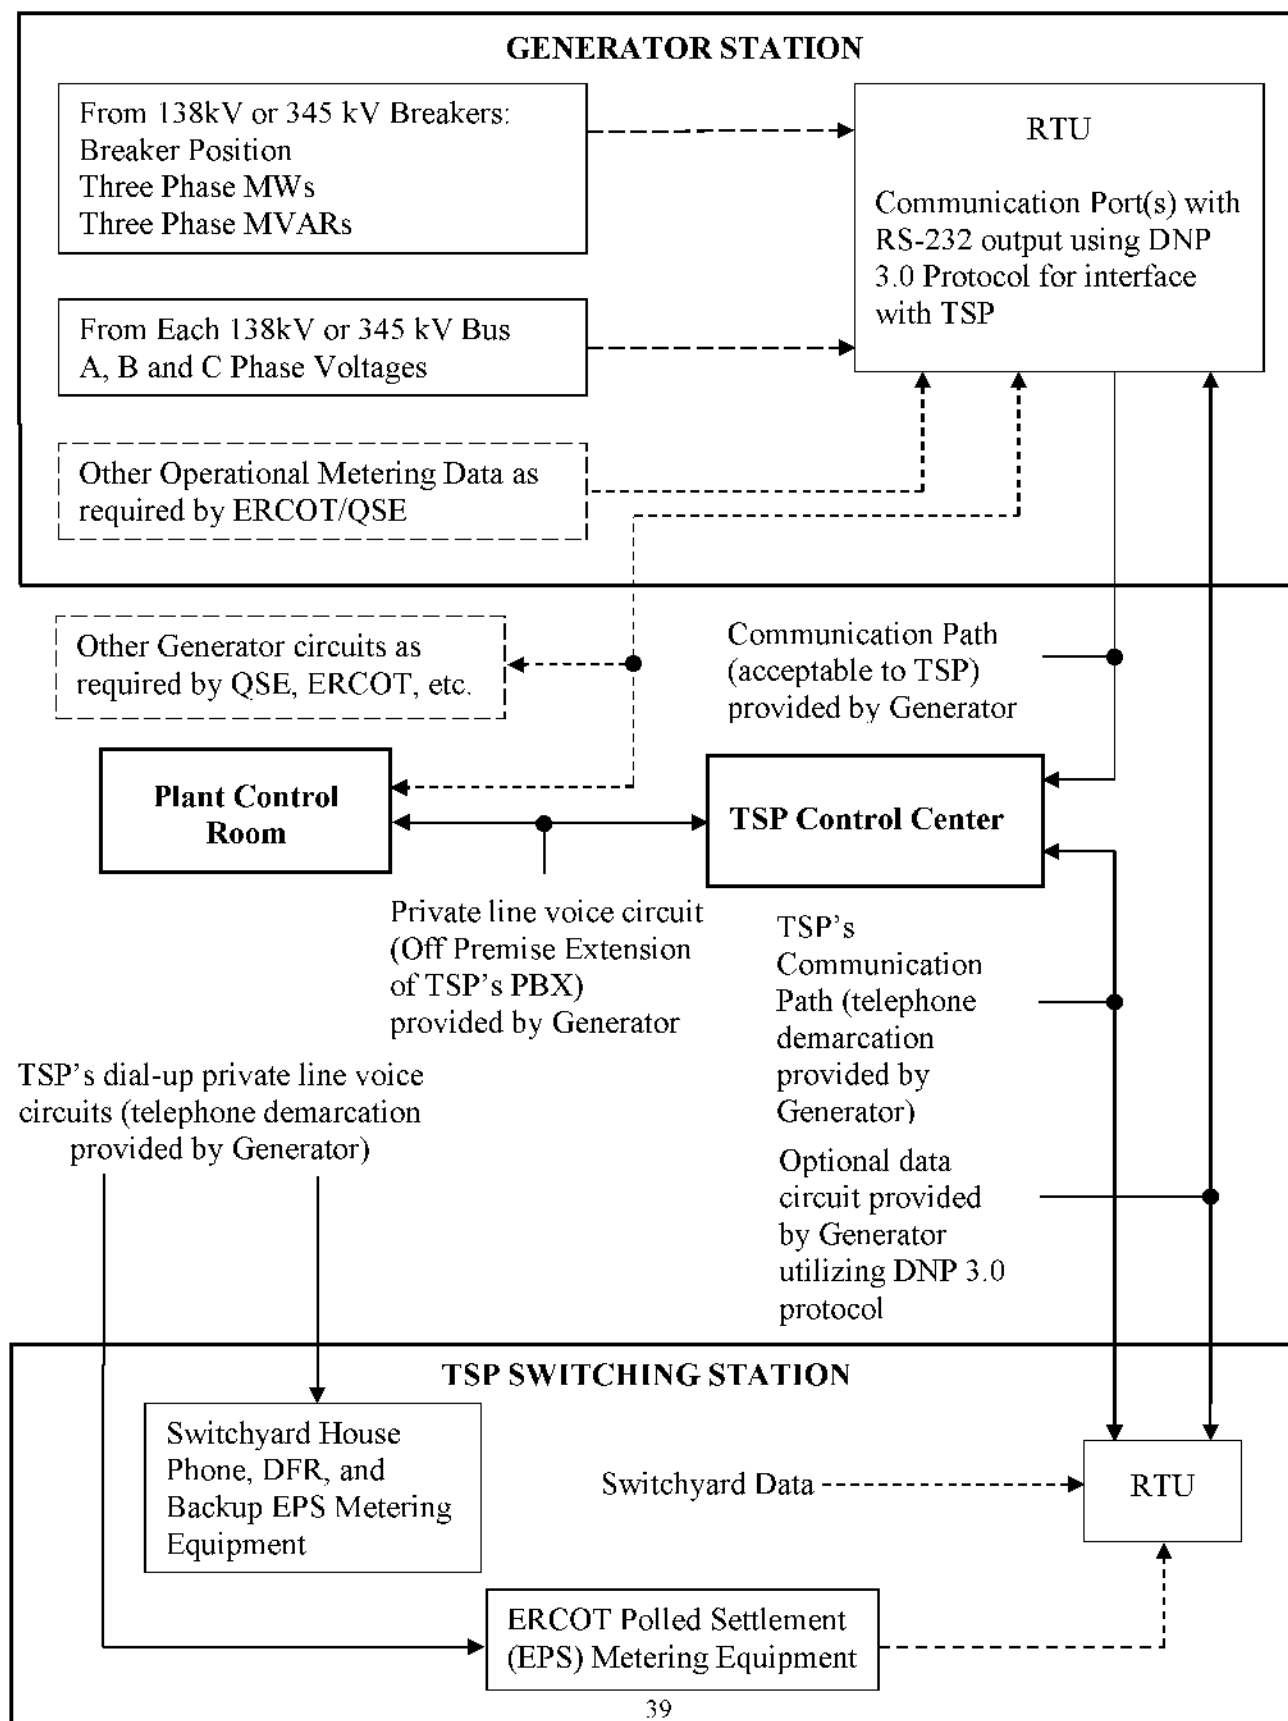 GENERATOR STATION
From 138kV or 345 kV Breakers:
Breaker Position
Three Phase MWs
Three Phase MVARs
RTU
Communication Port(s) with
RS-232 output using DNP
3.0 Protocol for interface
with TSP
From Each 138kV or 345 kV Bus
A, B and C Phase Voltages
Other Operational Metering Data as
required by ERCOT/QSE
Other Generator circuits as
required by QSE, ERCOT, etc.
Communication Path
(acceptable to TSP)
provided by Generator
Plant Control
Room
TSP Control Center
Private line voice circuit
(Off Premise Extension
of TSP's PBX)
provided by Generator
TSP's
Communication
Path (telephone
demarcation
provided by
Generator)
TSP's dial-up private line voice
circuits (telephone demarcation
provided by Generator)
Optional data
circuit provided
by Generator
utilizing DNP 3.0
protocol
TSP SWITCHING STATION
Switchyard House
Phone, DFR, and
Backup EPS Metering
Equipment
Switchyard Data
RTU
ERCOT Polled Settlement
(EPS) Metering Equipment
39